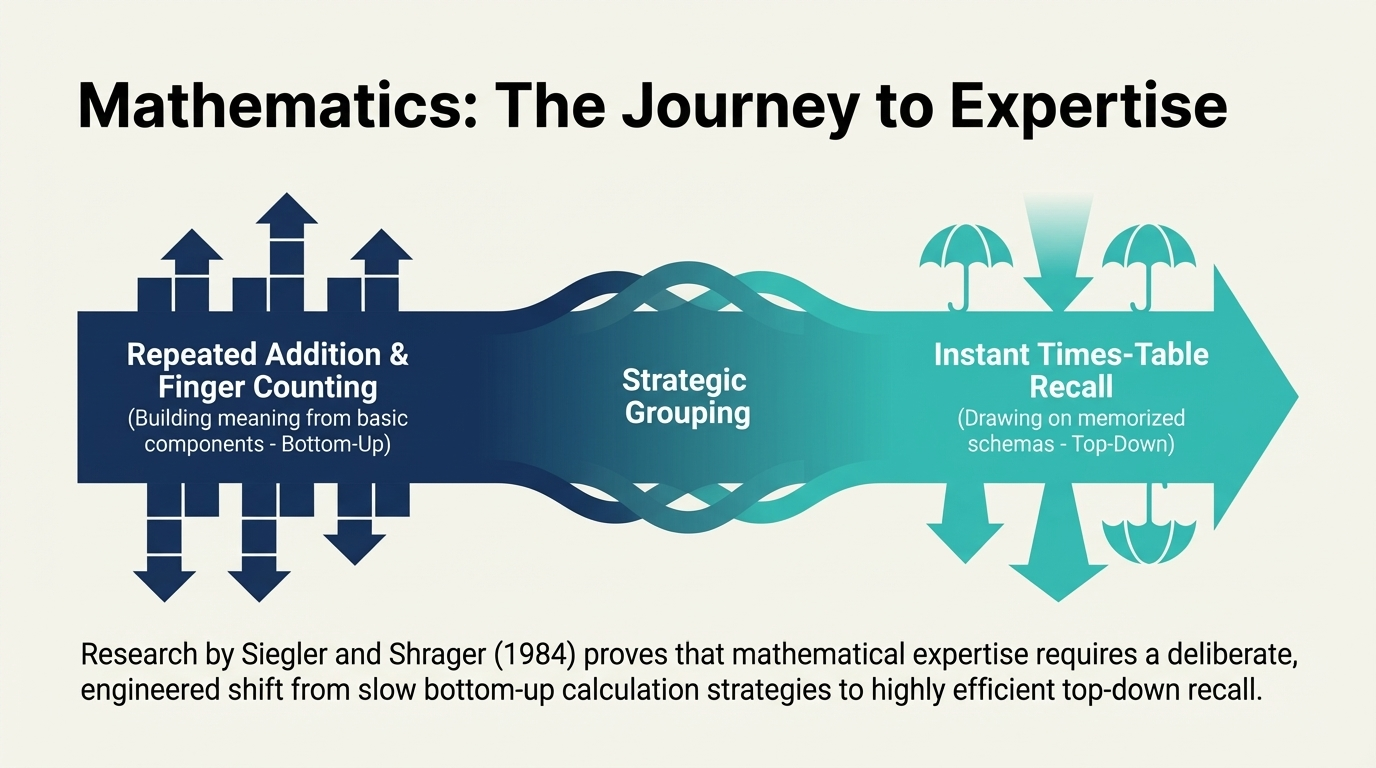 Mathematics: The Journey to Expertise
Repeated Addition &
Finger Counting
(Building meaning from basic
components - Bottom-Up)
Strategic
Grouping
Instant Times-Table
Recall
(Drawing on memorized
schemas - Top-Down)
Research by Siegler and Shrager (1984) proves that mathematical expertise requires a deliberate,
engineered shift from slow bottom-up calculation strategies to highly efficient top-down recall.